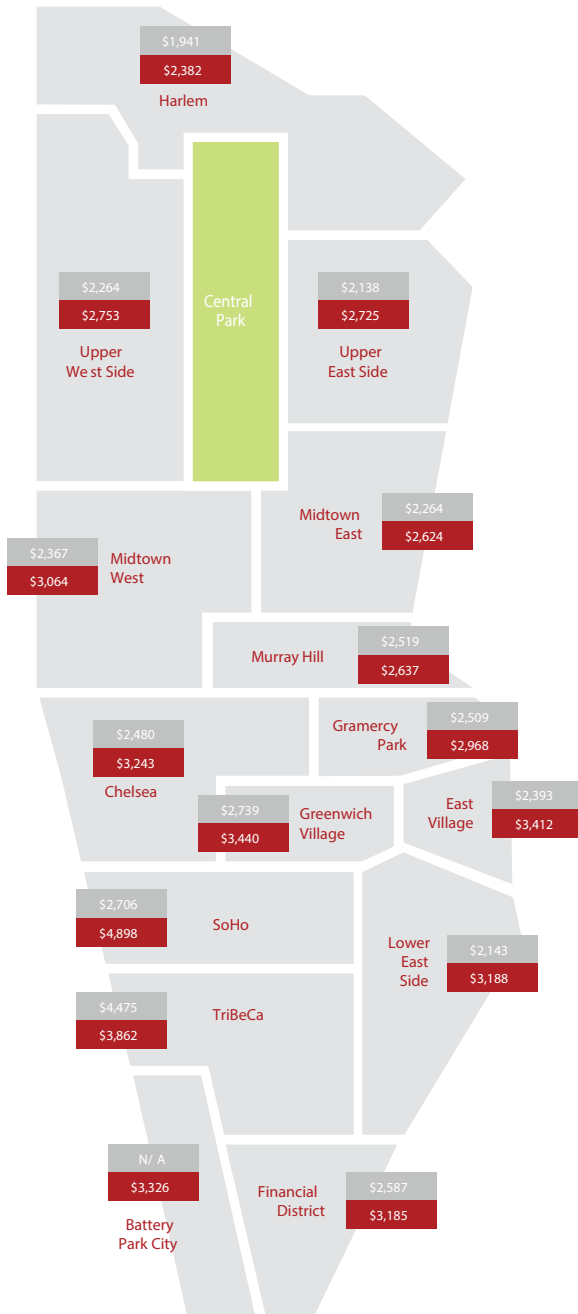 $1,941
$2,382
Harlem
Central
Park
$2,264
$2,753
Upper
West Side
$2,138
$2,725
Upper
East Side
Midtown
East
$2,264
$2,624
$2,367
$3,064
Midtown
West
Murray Hill
$2,519
$2,637
Gramercy
Park
$2,509
$2,968
$2,480
$3,243
Chelsea
$2,739
$3,440
Greenwich
Village
East
Village
$2,393
$3,412
$2,706
$4,898
SoHo
Lower
East
Side
$2,143
$3,188
$4,475
$3,862
TriBeCa
N/ A
$3,326
Battery
Park City
Financial
District
$2,587
$3,185